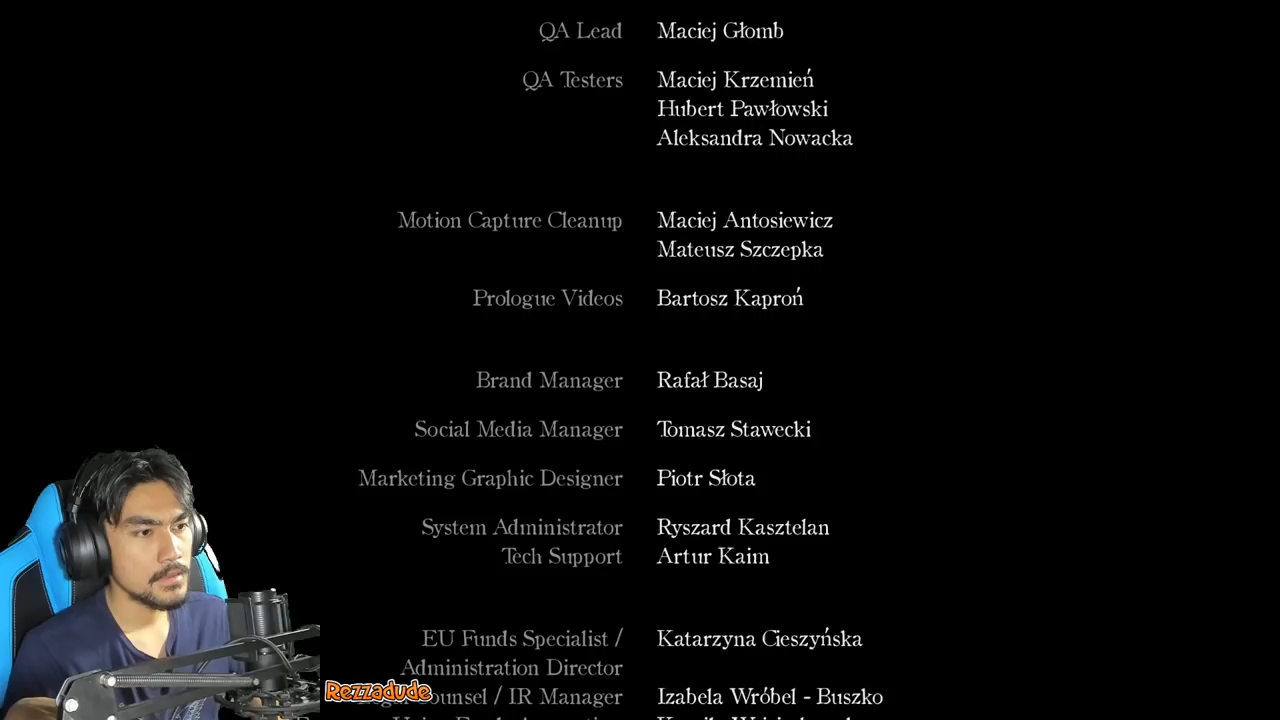 QA Lead Maciej Głomb
QA Testers Maciej Krzemień
Hubert Pawłowski
Aleksandra Nowacka
Motion Capture Cleanup Maciej Antosiewicz
Mateusz Szczepka
Prologue Videos Bartosz Kaproń
Brand Manager Rafał Basaj
Social Media Manager Tomasz Stawecki
Marketing Graphic Designer Piotr Słota
System Administrator Ryszard Kasztelan
Tech Support Artur Kaim
EU Funds Specialist / Katarzyna Cieszyńska
Administration Director
Rezzadude
Counsel / IR Manager Izabela Wróbel - Buszko